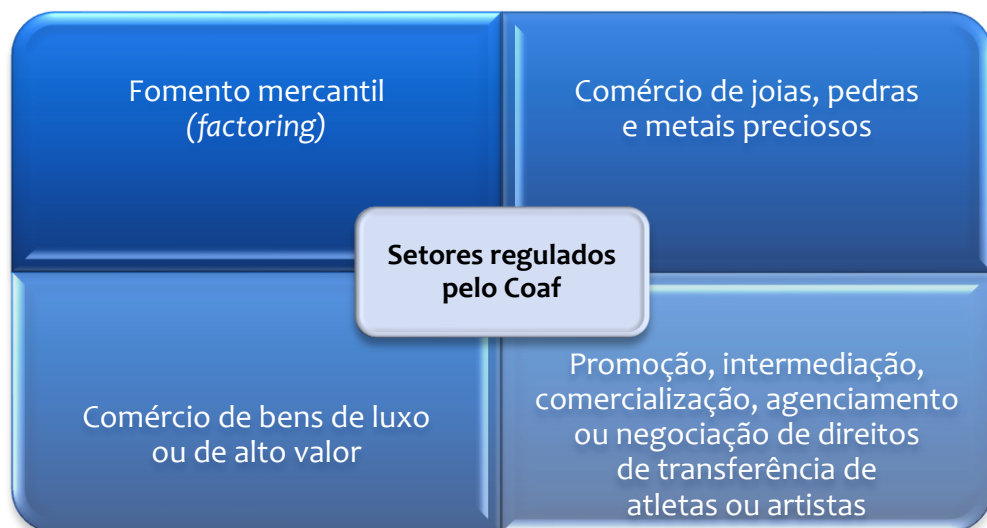 Fomento mercantil
(factoring)
Comércio de joias, pedras
e metais preciosos
Setores regulados
pelo Coaf
Comércio de bens de luxo
ou de alto valor
Promoção, intermediação,
comercialização, agenciamento
ou negociação de direitos
de transferência de
atletas ou artistas